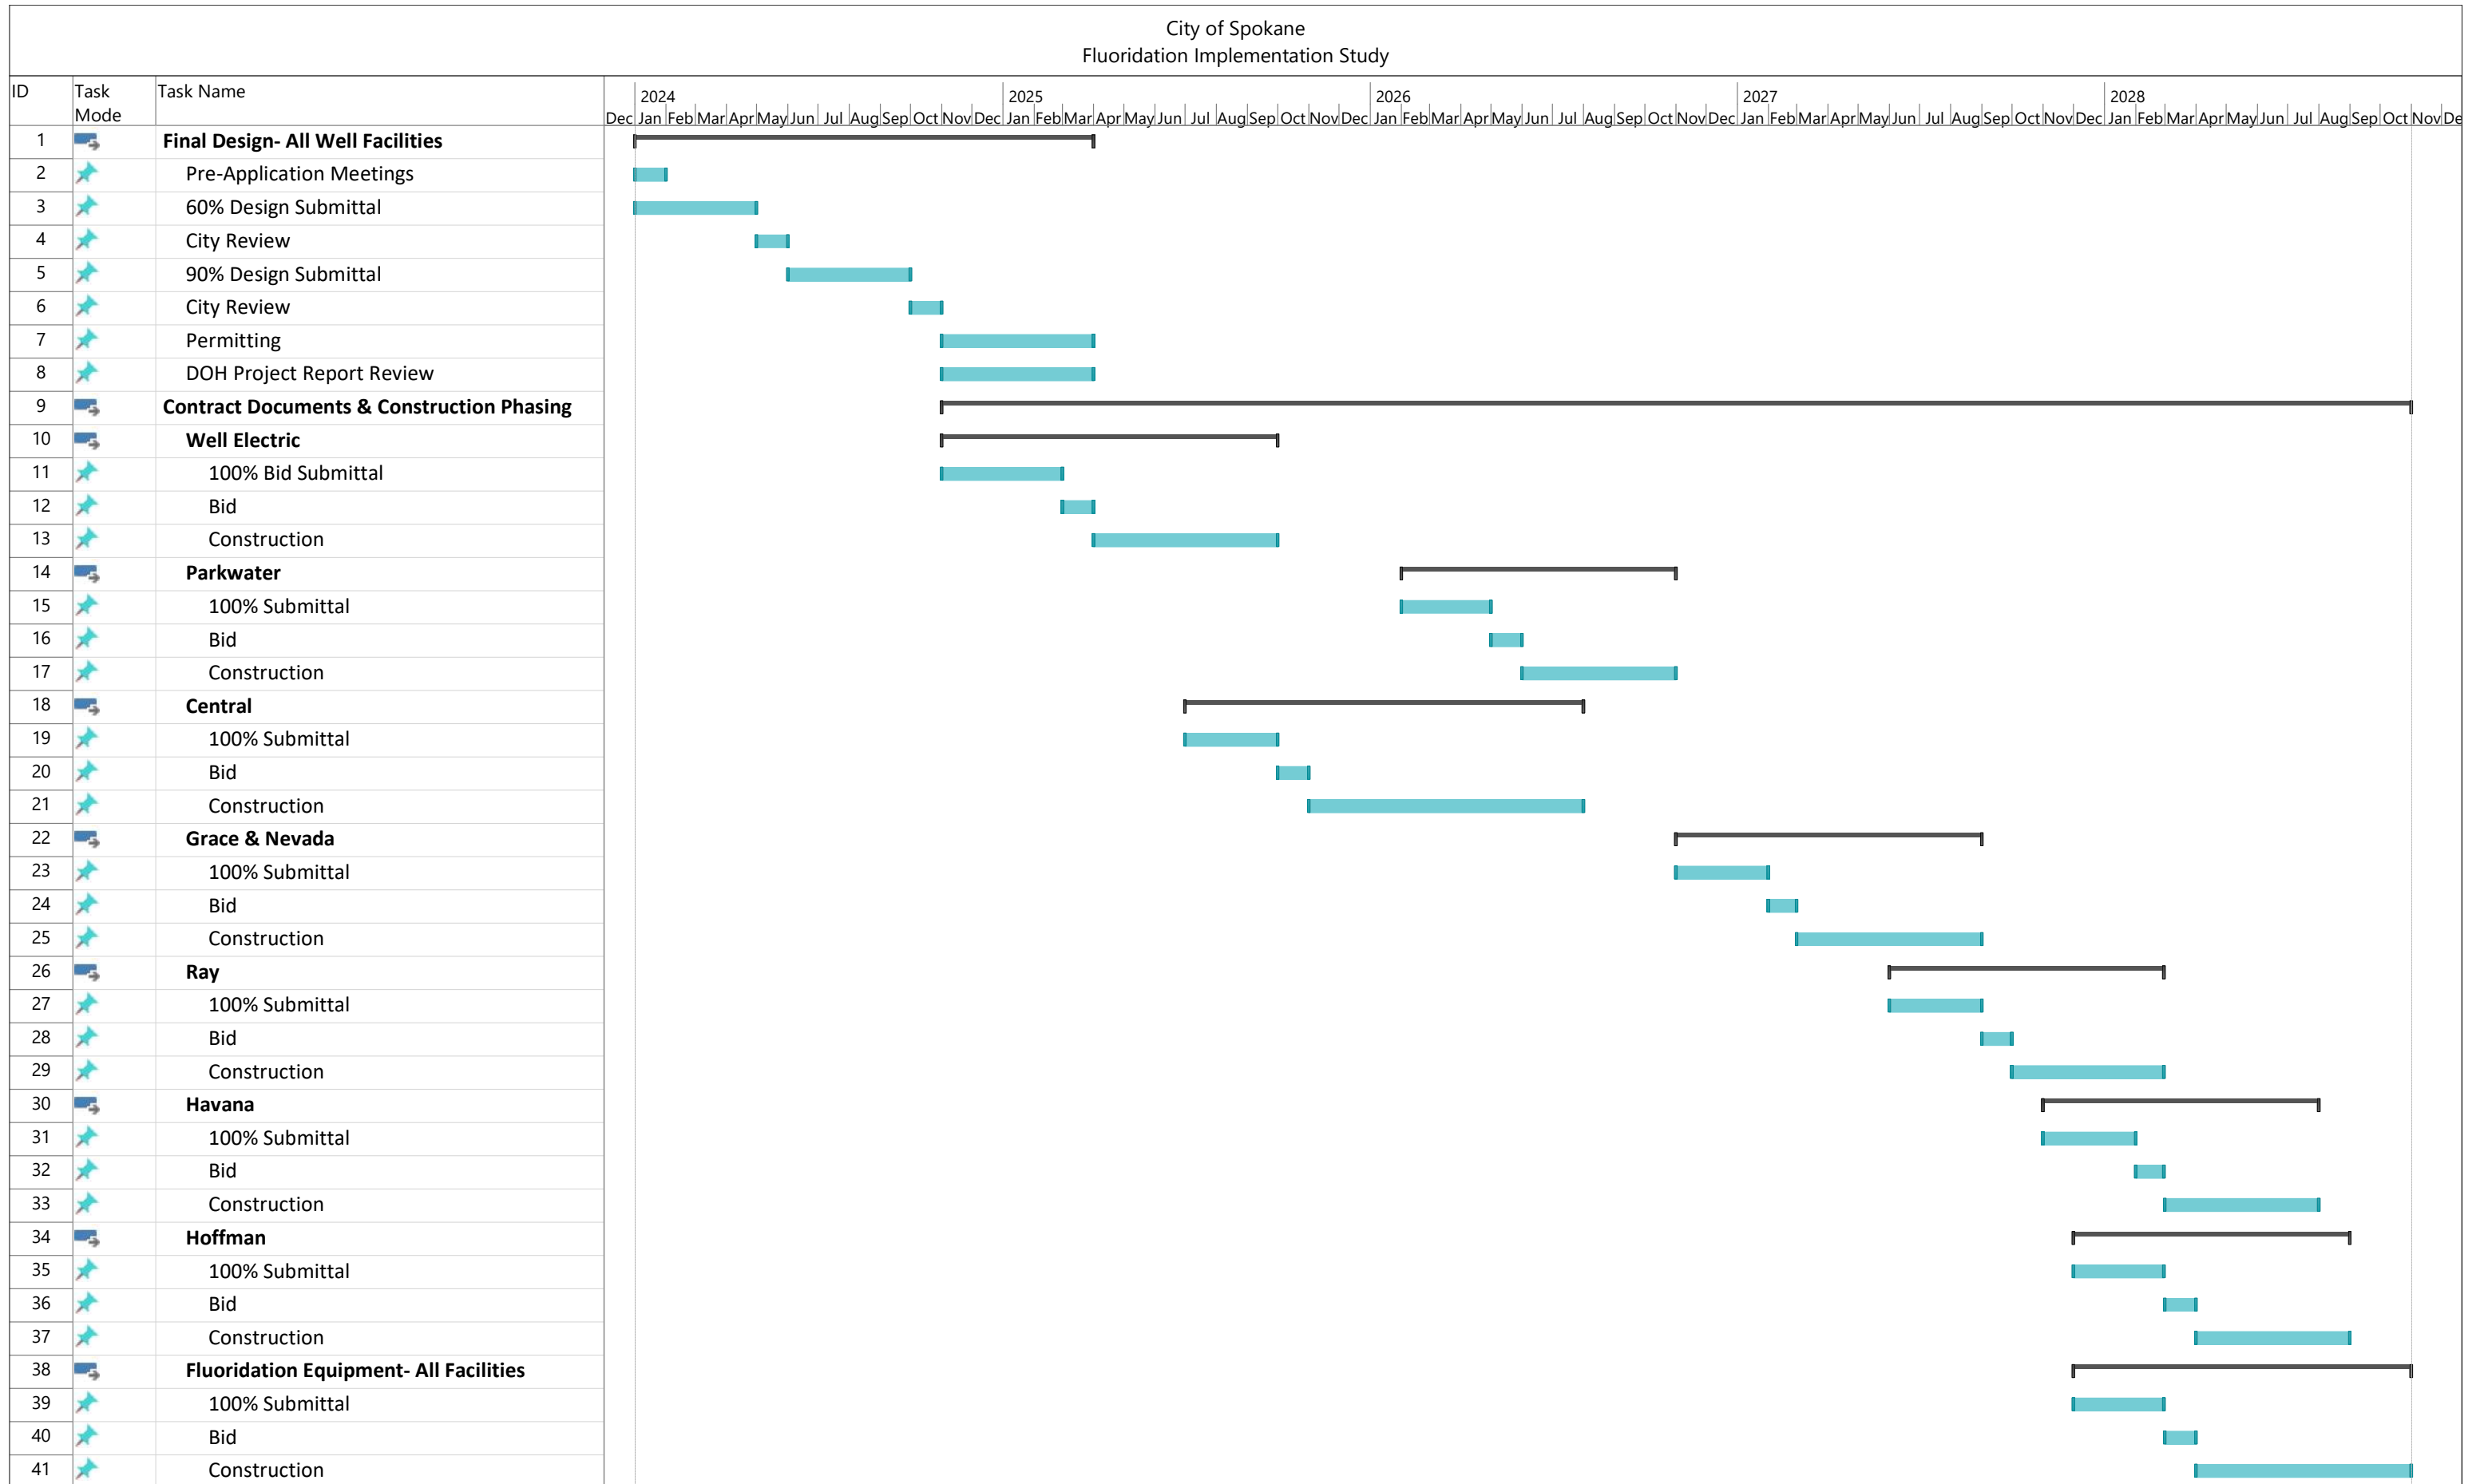 City of Spokane
Fluoridation Implementation Study
ID Task Mode Task Name
2024 2025 2026 2027 2028
Dec Jan Feb Mar Apr May Jun Jul Aug Sep Oct Nov Dec Jan Feb Mar Apr May Jun Jul Aug Sep Oct Nov Dec Jan Feb Mar Apr May Jun Jul Aug Sep Oct Nov Dec Jan Feb Mar Apr May Jun Jul Aug Sep Oct Nov Dec Jan Feb Mar Apr May Jun Jul Aug Sep Oct Nov De
1 Final Design- All Well Facilities
2 Pre-Application Meetings
3 60% Design Submittal
4 City Review
5 90% Design Submittal
6 City Review
7 Permitting
8 DOH Project Report Review
9 Contract Documents & Construction Phasing
10 Well Electric
11 100% Bid Submittal
12 Bid
13 Construction
14 Parkwater
15 100% Submittal
16 Bid
17 Construction
18 Central
19 100% Submittal
20 Bid
21 Construction
22 Grace & Nevada
23 100% Submittal
24 Bid
25 Construction
26 Ray
27 100% Submittal
28 Bid
29 Construction
30 Havana
31 100% Submittal
32 Bid
33 Construction
34 Hoffman
35 100% Submittal
36 Bid
37 Construction
38 Fluoridation Equipment- All Facilities
39 100% Submittal
40 Bid
41 Construction